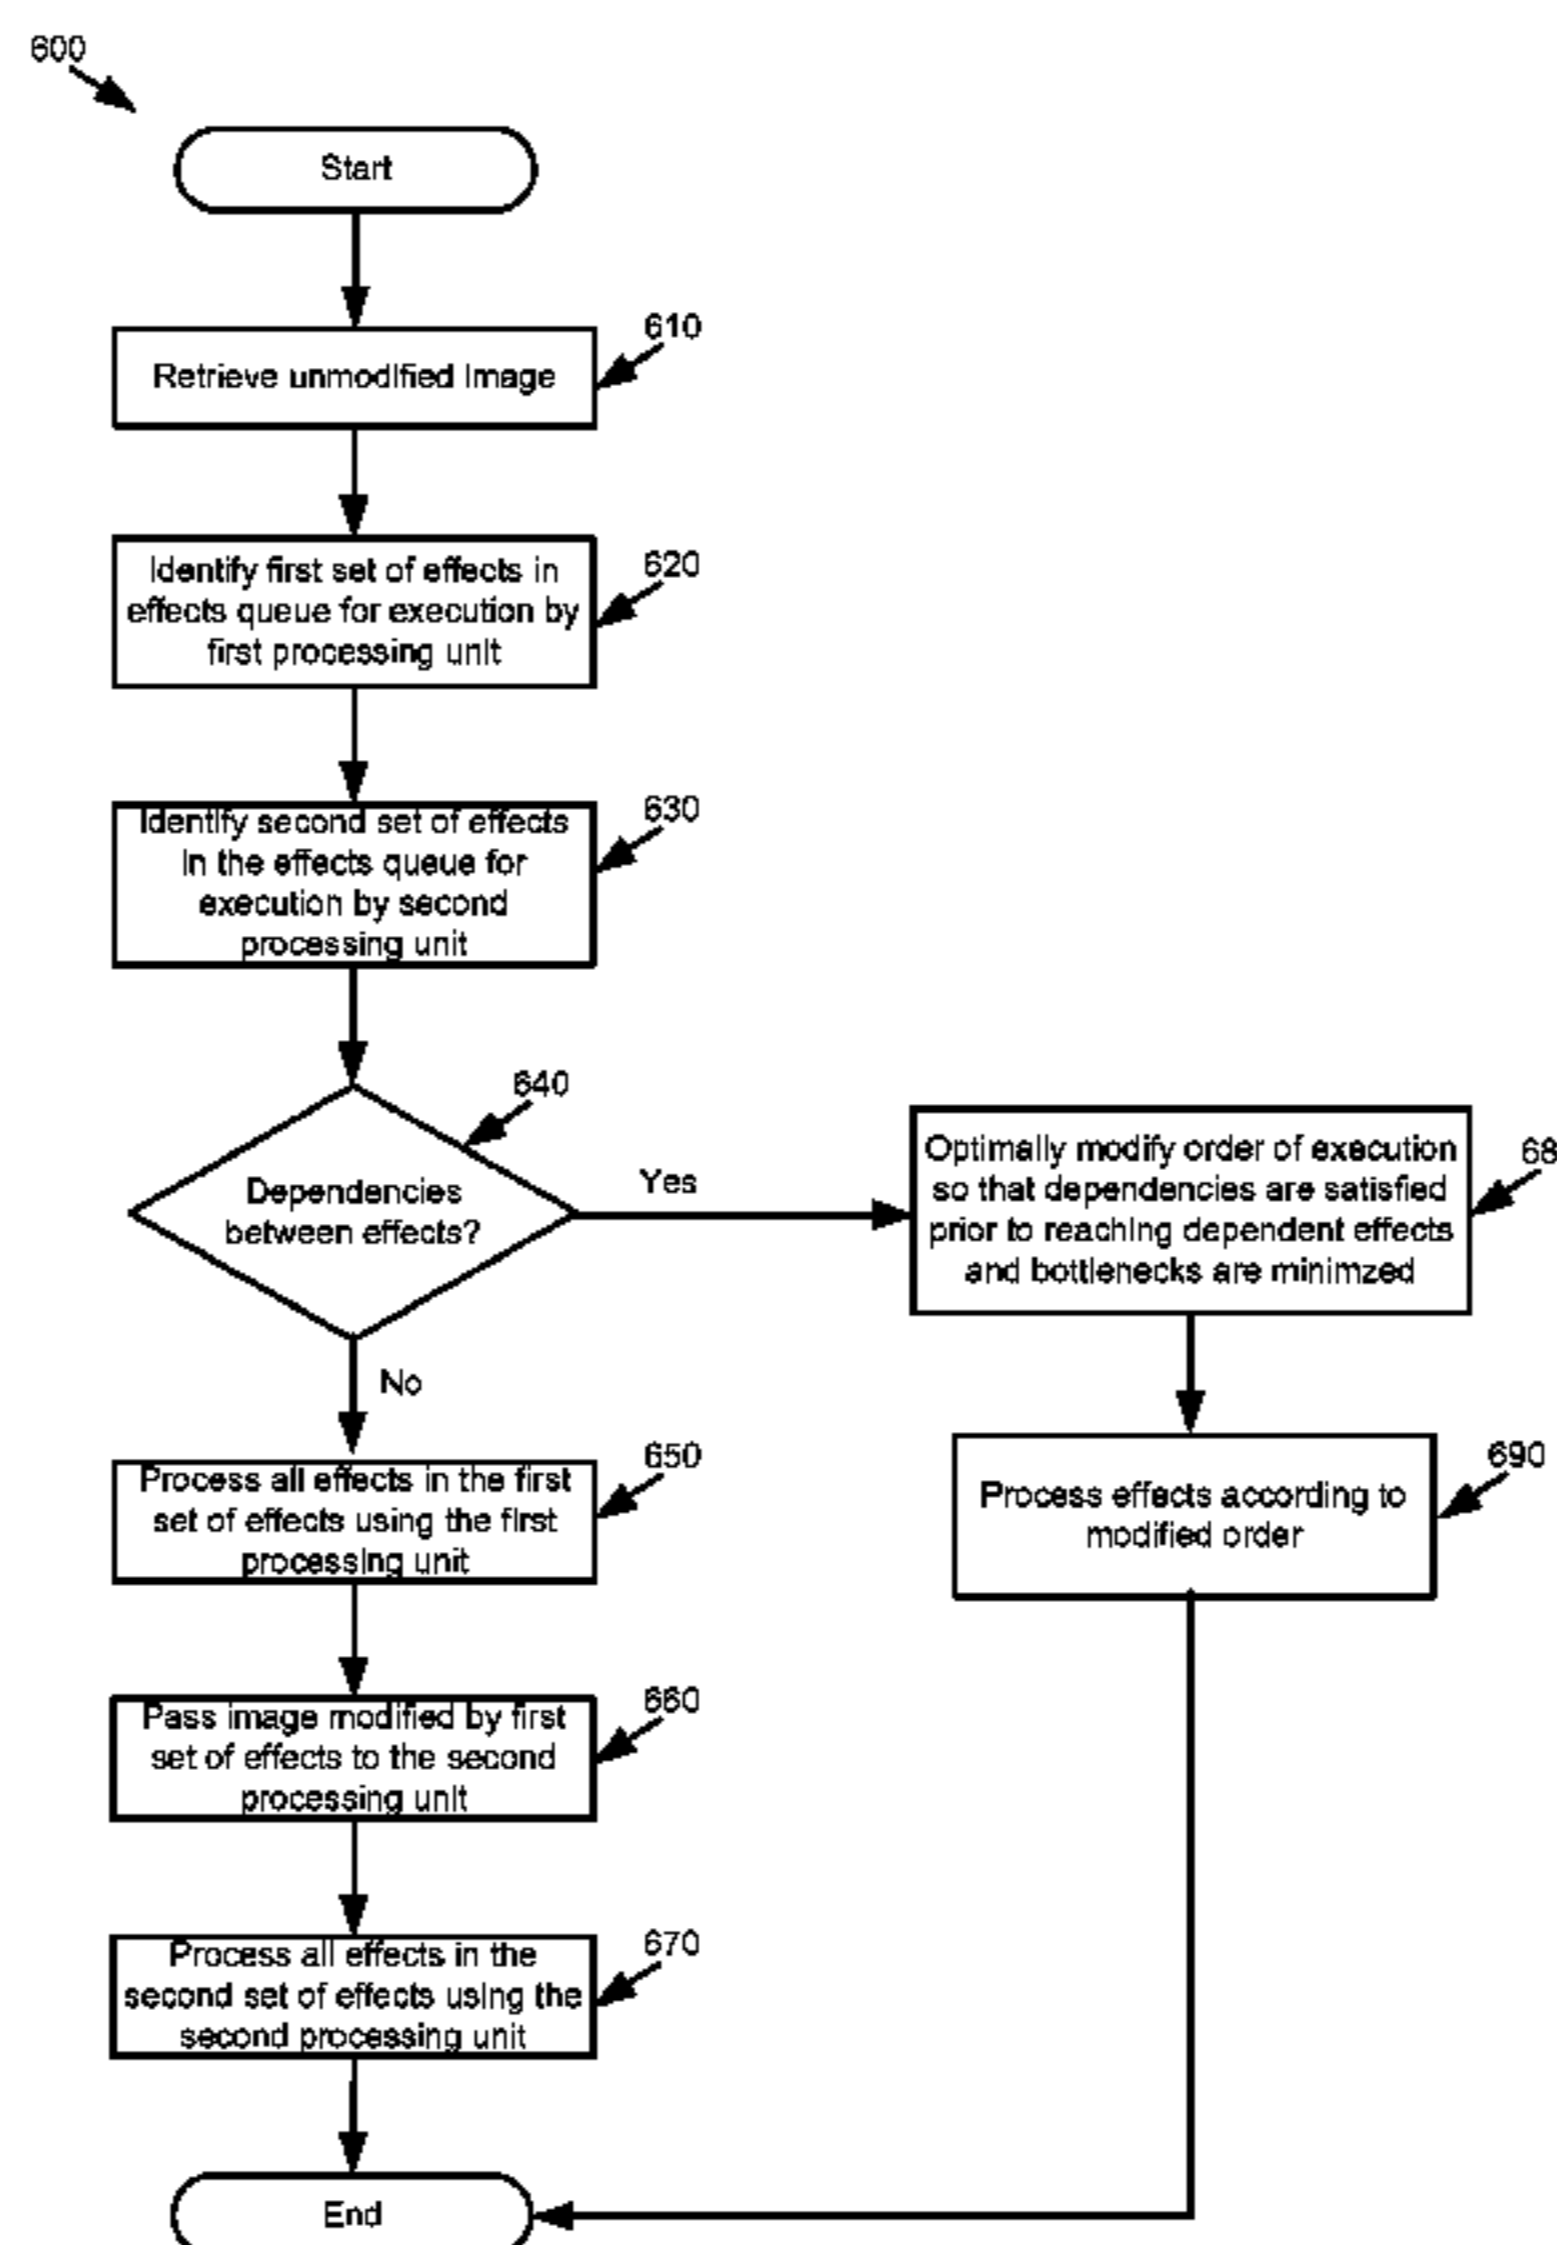 600
Start
610
Retrieve unmodified image
620
Identify first set of effects in
effects queue for execution by
first processing unit
630
Identify second set of effects
in the effects queue for
execution by second
processing unit
640
Dependencies
between effects?
Yes
68
Optimally modify order of execution
so that dependencies are satisfied
prior to reaching dependent effects
and bottlenecks are minimzed
No
650
Process all effects in the first
set of effects using the first
processing unit
690
Process effects according to
modified order
660
Pass image modified by first
set of effects to the second
processing unit
670
Process all effects in the
second set of effects using the
second processing unit
End